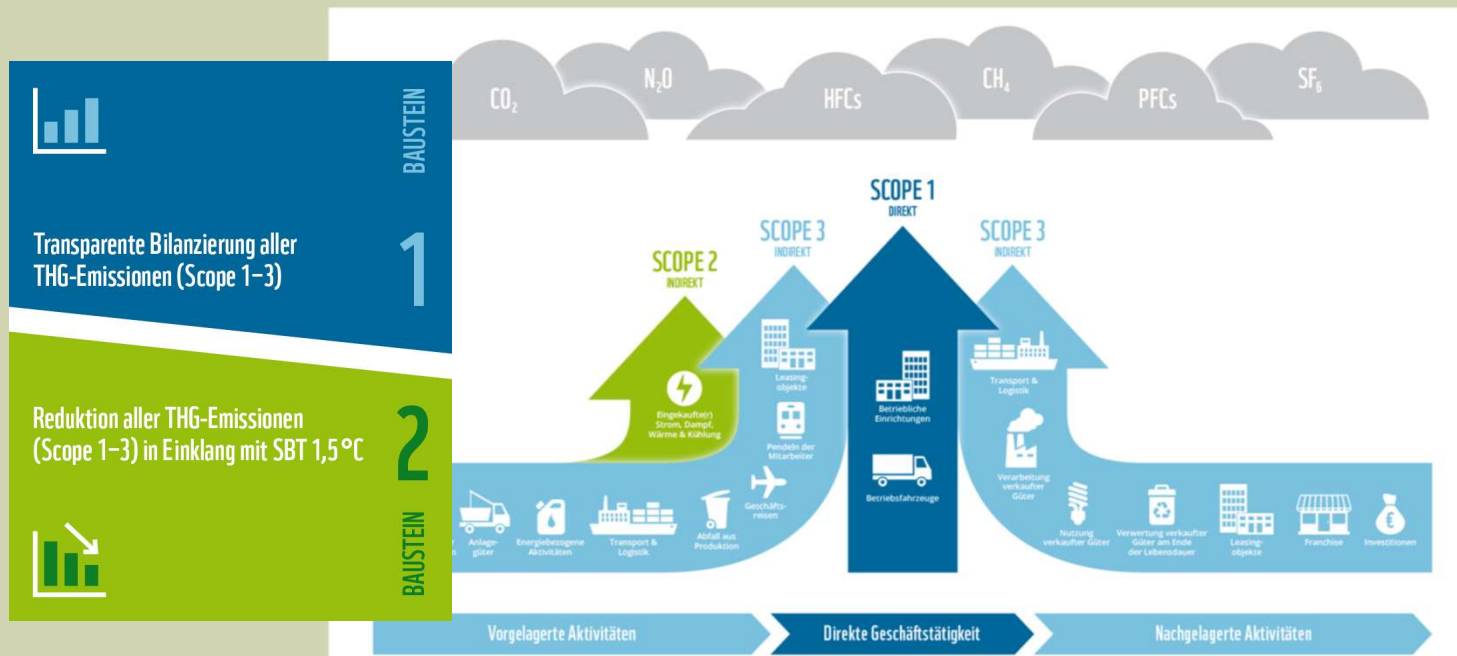 BAUSTEIN
1
Transparente Bilanzierung aller
THG-Emissionen (Scope 1–3)
Reduktion aller THG-Emissionen
(Scope 1–3) in Einklang mit SBT 1,5 °C
2
BAUSTEIN
CO₂
N₂O
HFCs
CH₄
PFCs
SF₆
SCOPE 2
INDIREKT
SCOPE 3
INDIREKT
SCOPE 1
DIREKT
SCOPE 3
INDIREKT
Eingekaufte(r)
Strom, Dampf,
Wärme & Kühlung
Leasing-
objekte
Pendeln der
Mitarbeiter
Geschäfts-
reisen
Anlage-
güter
Energiebezogene
Aktivitäten
Transport &
Logistik
Abfall aus
Produktion
Betriebliche
Einrichtungen
Betriebsfahrzeuge
Transport &
Logistik
Verarbeitung
verkaufter
Güter
Nutzung
verkaufter Güter
Verwertung verkaufter
Güter am Ende
der Lebensdauer
Leasing-
objekte
Franchise
Investitionen
Vorgelagerte Aktivitäten
Direkte Geschäftstätigkeit
Nachgelagerte Aktivitäten